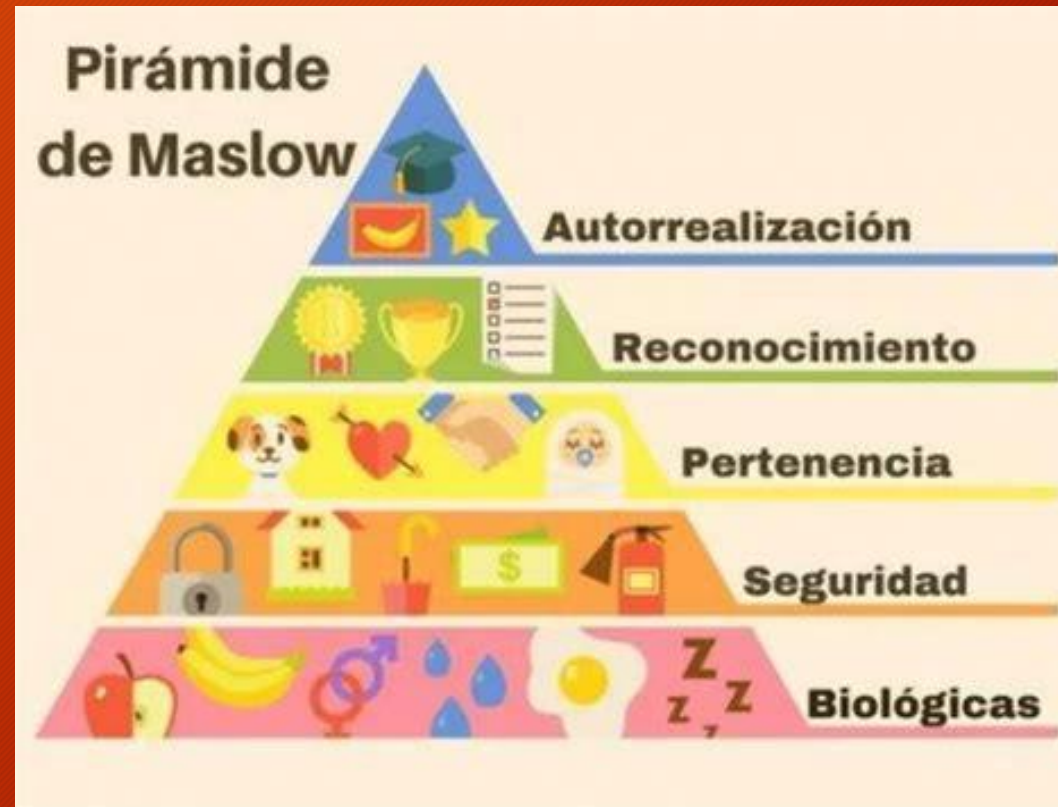 Pirámide
de Maslow
Autorrealización
Reconocimiento
Pertenencia
$
Seguridad
Z
Z
z
z
Biológicas